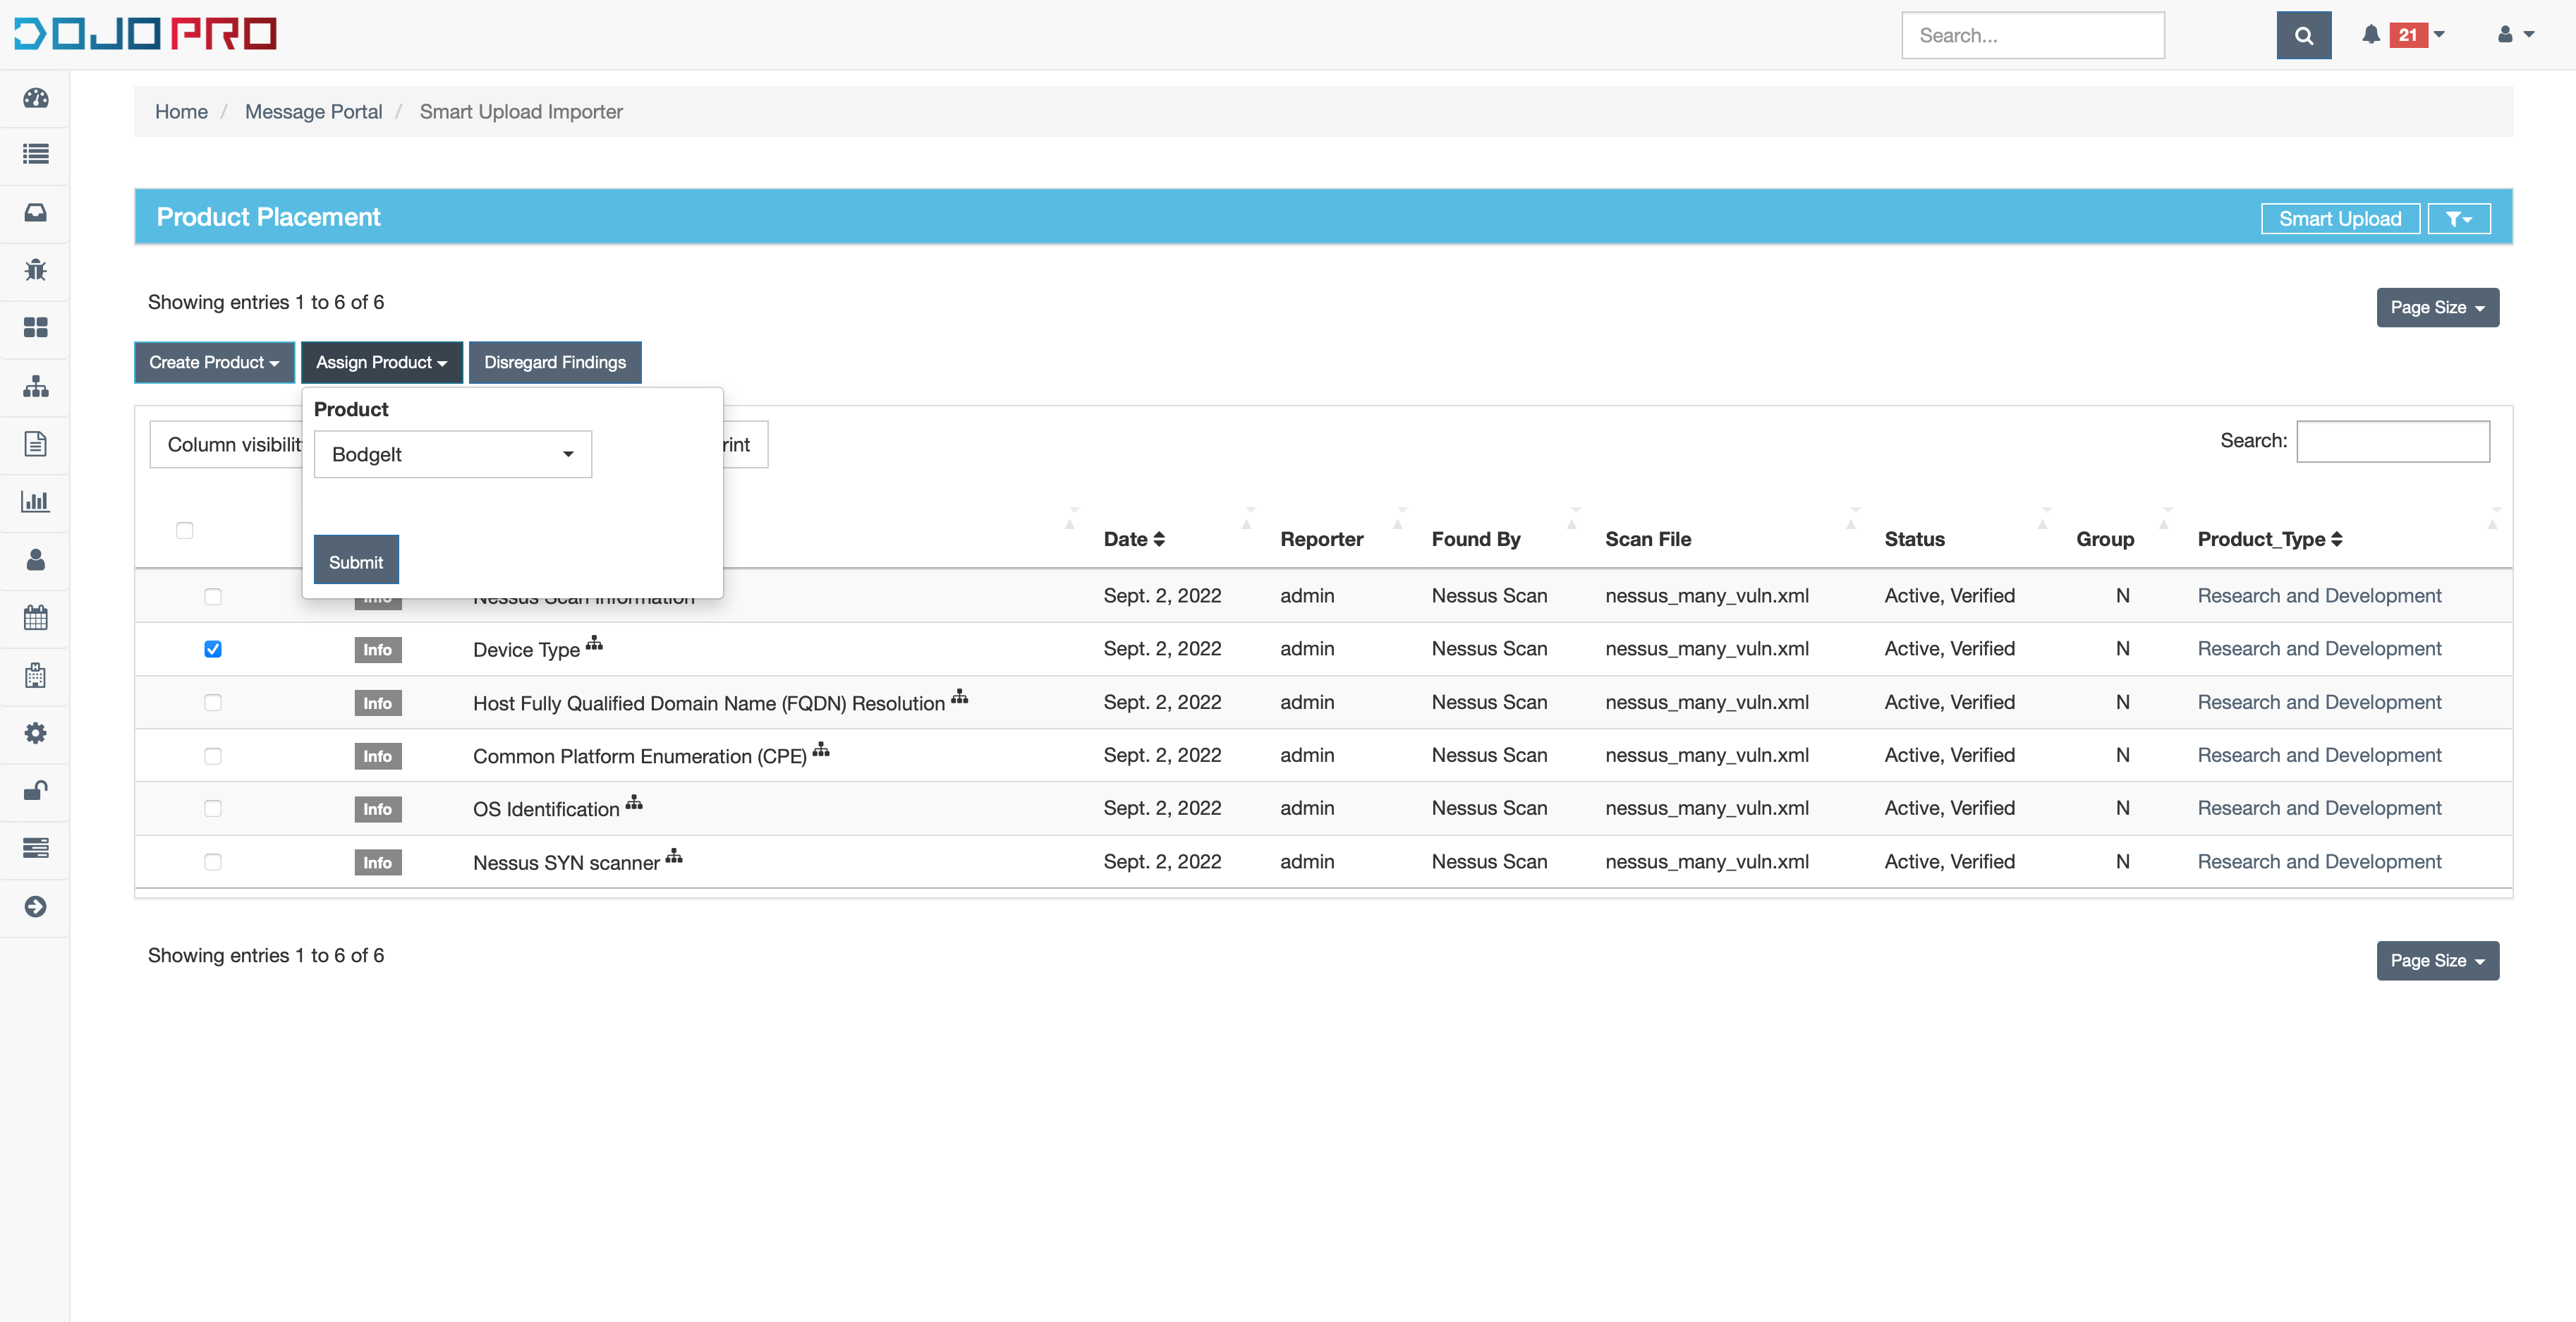 DOJO PRO
Search...
21
Home / Message Portal / Smart Upload Importer
Product Placement
Smart Upload
Showing entries 1 to 6 of 6
Page Size
Create Product
Assign Product
Disregard Findings
Product
Column visibilit
BodgeIt
rint
Search:
Submit
Date Reporter Found By Scan File Status Group Product_Type
Info Nessus Scan Information Sept. 2, 2022 admin Nessus Scan nessus_many_vuln.xml Active, Verified N Research and Development
Info Device Type Sept. 2, 2022 admin Nessus Scan nessus_many_vuln.xml Active, Verified N Research and Development
Info Host Fully Qualified Domain Name (FQDN) Resolution Sept. 2, 2022 admin Nessus Scan nessus_many_vuln.xml Active, Verified N Research and Development
Info Common Platform Enumeration (CPE) Sept. 2, 2022 admin Nessus Scan nessus_many_vuln.xml Active, Verified N Research and Development
Info OS Identification Sept. 2, 2022 admin Nessus Scan nessus_many_vuln.xml Active, Verified N Research and Development
Info Nessus SYN scanner Sept. 2, 2022 admin Nessus Scan nessus_many_vuln.xml Active, Verified N Research and Development
Showing entries 1 to 6 of 6
Page Size